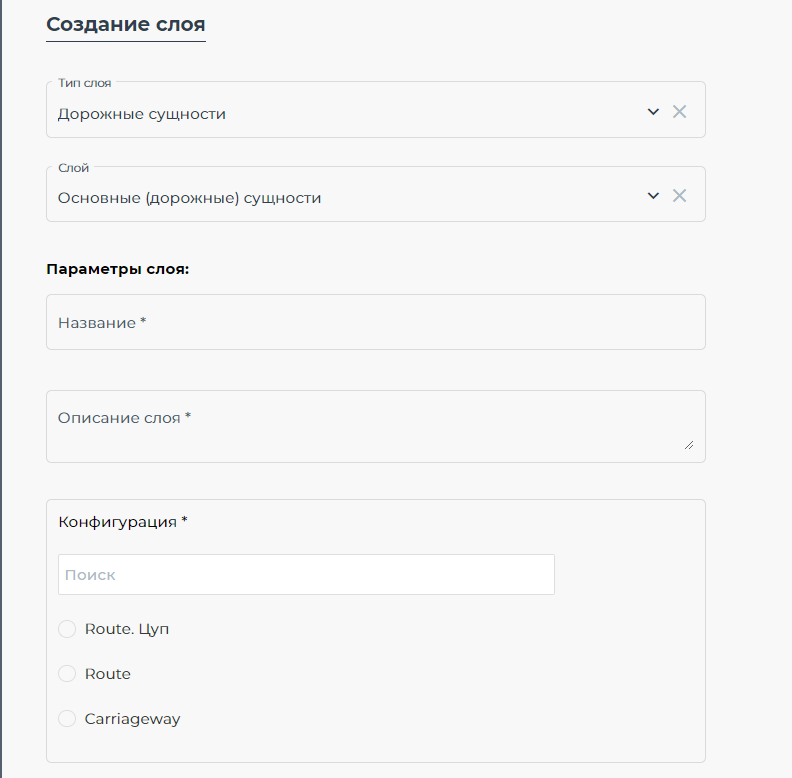 Создание слоя
Тип слоя
Дорожные сущности
Слой
Основные (дорожные) сущности
Параметры слоя:
Название *
Описание слоя *
Конфигурация *
Поиск
Route. Цуп
Route
Carriageway